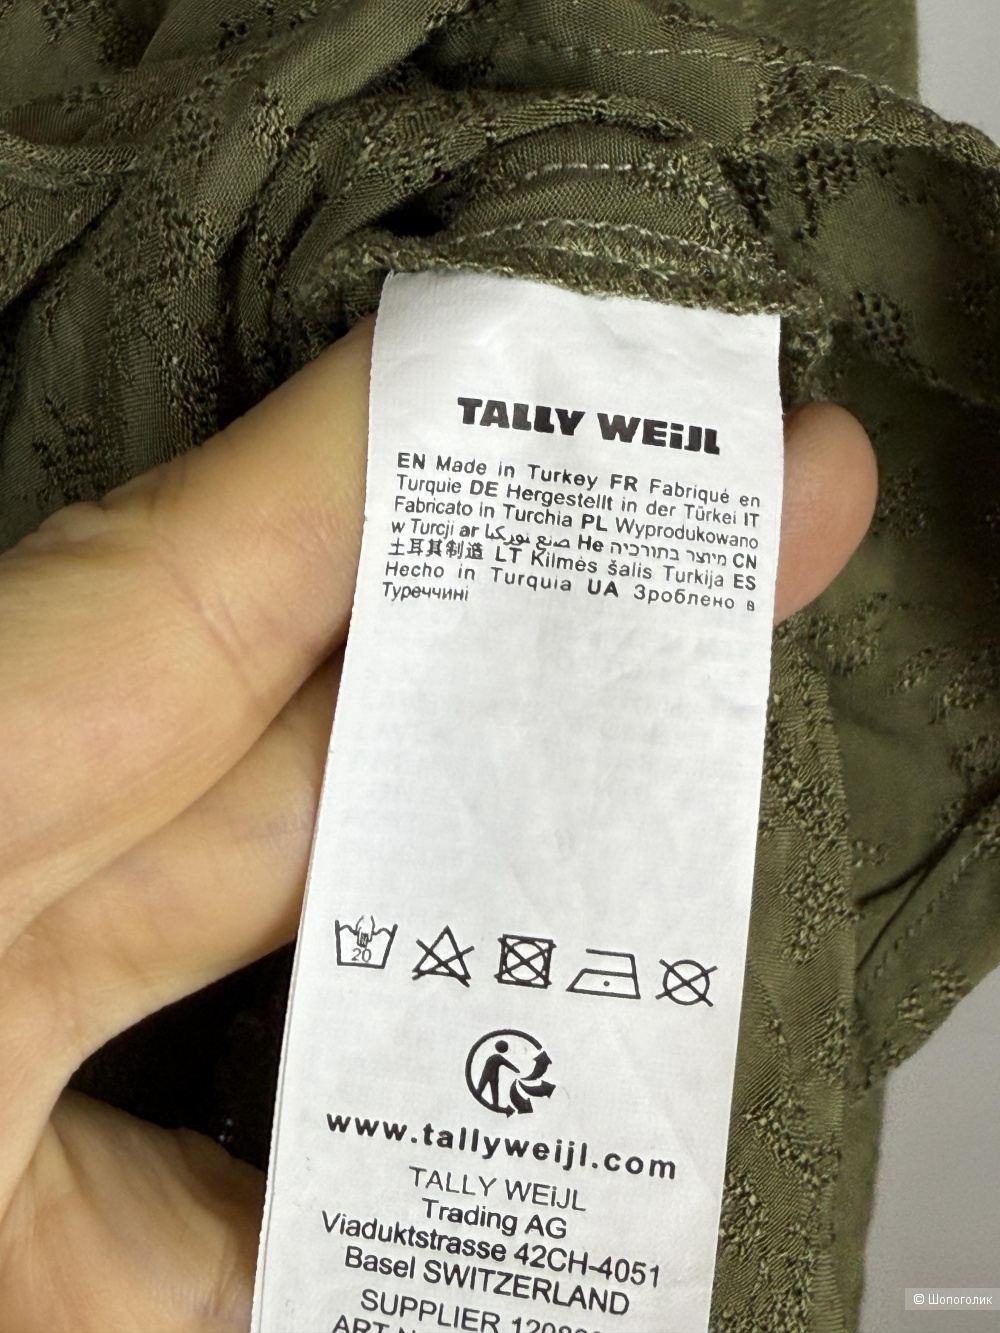 TALLY WEiJL
EN Made in Turkey FR Fabriqué en
Turquie DE Hergestellt in der Türkei IT
Fabricato in Turchia PL Wyprodukowano
w Turcji ar صنع توركيا He מיוצר בתורכיה CN
土耳其制造 LT Kilmės šalis Turkija ES
Hecho in Turquia UA Зроблено в
Туреччині
20
www.tallyweijl.com
TALLY WEiJL
Trading AG
Viaduktstrasse 42CH-4051
Basel SWITZERLAND
SUPPLIER
ART
© Шопоголик